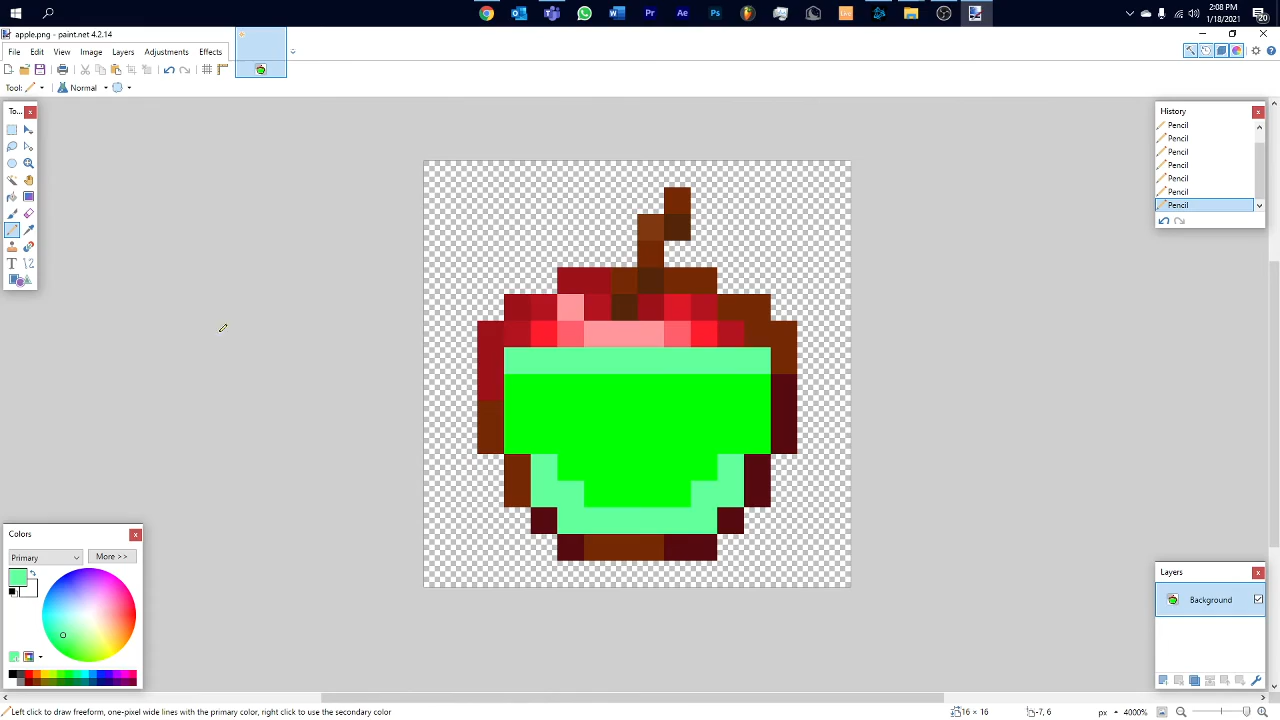 2:08 PM
1/18/2021
20
apple.png - paint.net 4.2.14
File Edit View Image Layers Adjustments Effects
Tool:
Normal
To...
History
Pencil
Pencil
Pencil
Pencil
Pencil
Pencil
Pencil
Colors
Primary
More >>
Layers
Background
Left click to draw freeform, one-pixel wide lines with the primary color, right click to use the secondary color
16 × 16
-7, 6
px
4000%